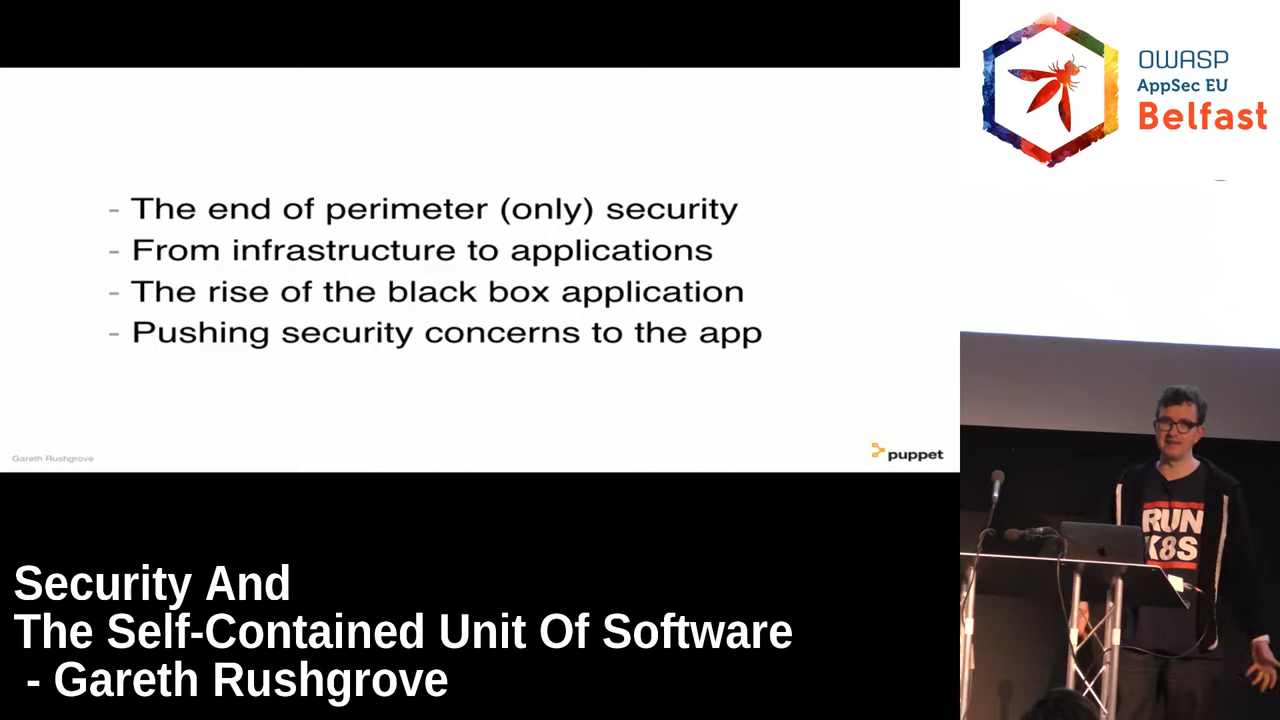 - The end of perimeter (only) security
- From infrastructure to applications
- The rise of the black box application
- Pushing security concerns to the app
Gareth Rushgrove
puppet
Security And
The Self-Contained Unit Of Software
- Gareth Rushgrove
OWASP
AppSec EU
Belfast
RUN
K8S